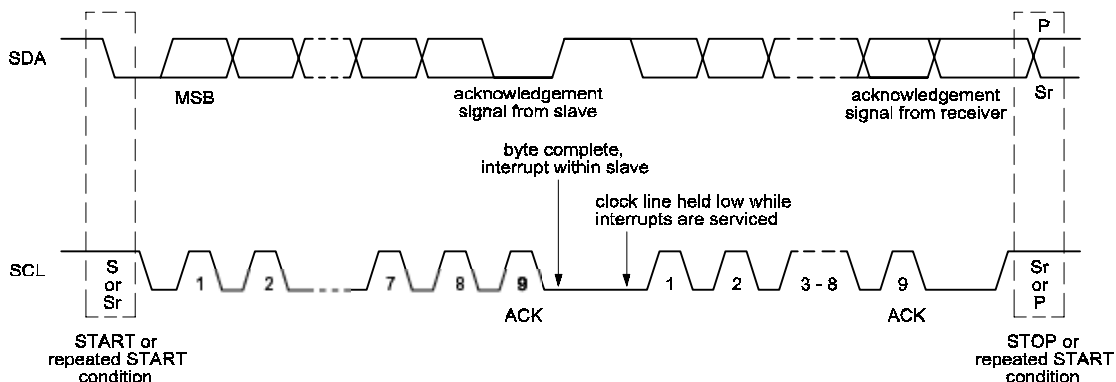 P
SDA
MSB
acknowledgement
signal from slave
acknowledgement
signal from receiver
Sr
byte complete,
interrupt within slave
clock line held low while
interrupts are serviced
SCL
S
or
Sr
1
2
7
8
9
1
2
3 - 8
9
Sr
or
P
ACK
ACK
START or
repeated START
condition
STOP or
repeated START
condition